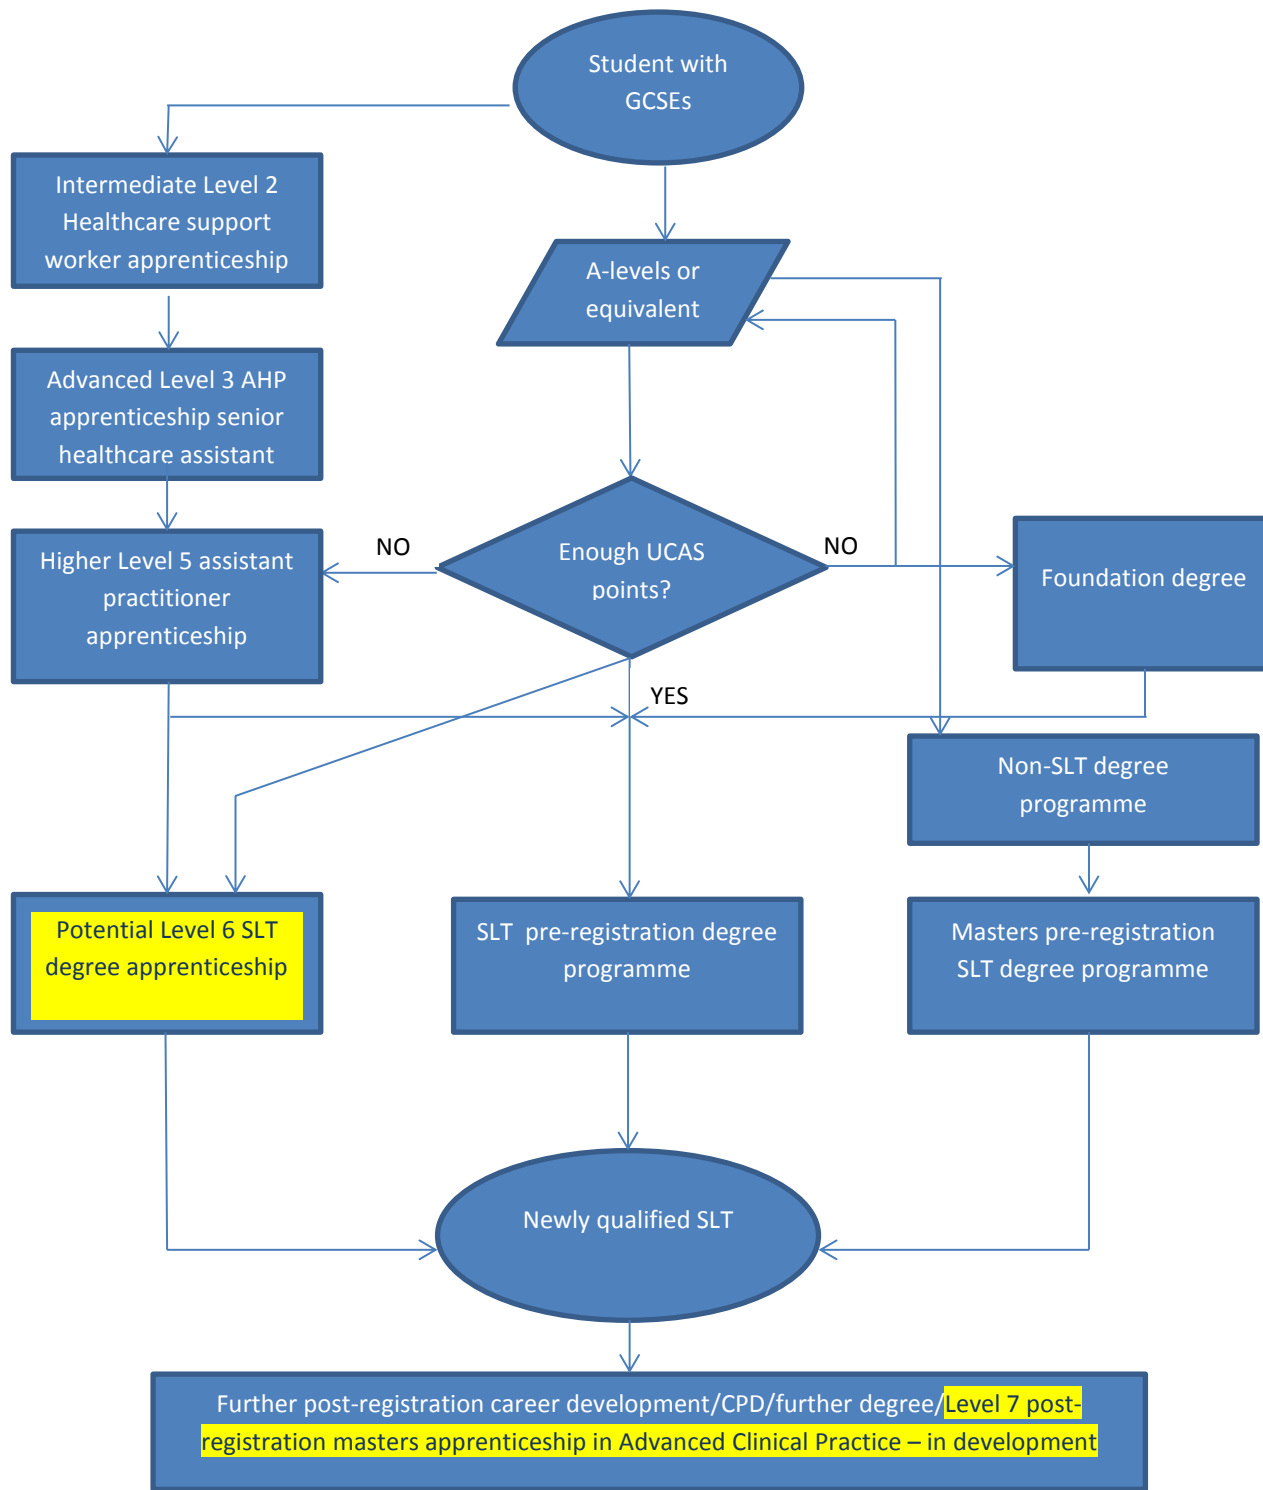 Student with
GCSEs
Intermediate Level 2
Healthcare support
worker apprenticeship
A-levels or
equivalent
Advanced Level 3 AHP
apprenticeship senior
healthcare assistant
Higher Level 5 assistant
practitioner
apprenticeship
NO
Enough UCAS
points?
NO
Foundation degree
YES
Non-SLT degree
programme
Potential Level 6 SLT
degree apprenticeship
SLT pre-registration degree
programme
Masters pre-registration
SLT degree programme
Newly qualified SLT
Further post-registration career development/CPD/further degree/Level 7 post-
registration masters apprenticeship in Advanced Clinical Practice – in development